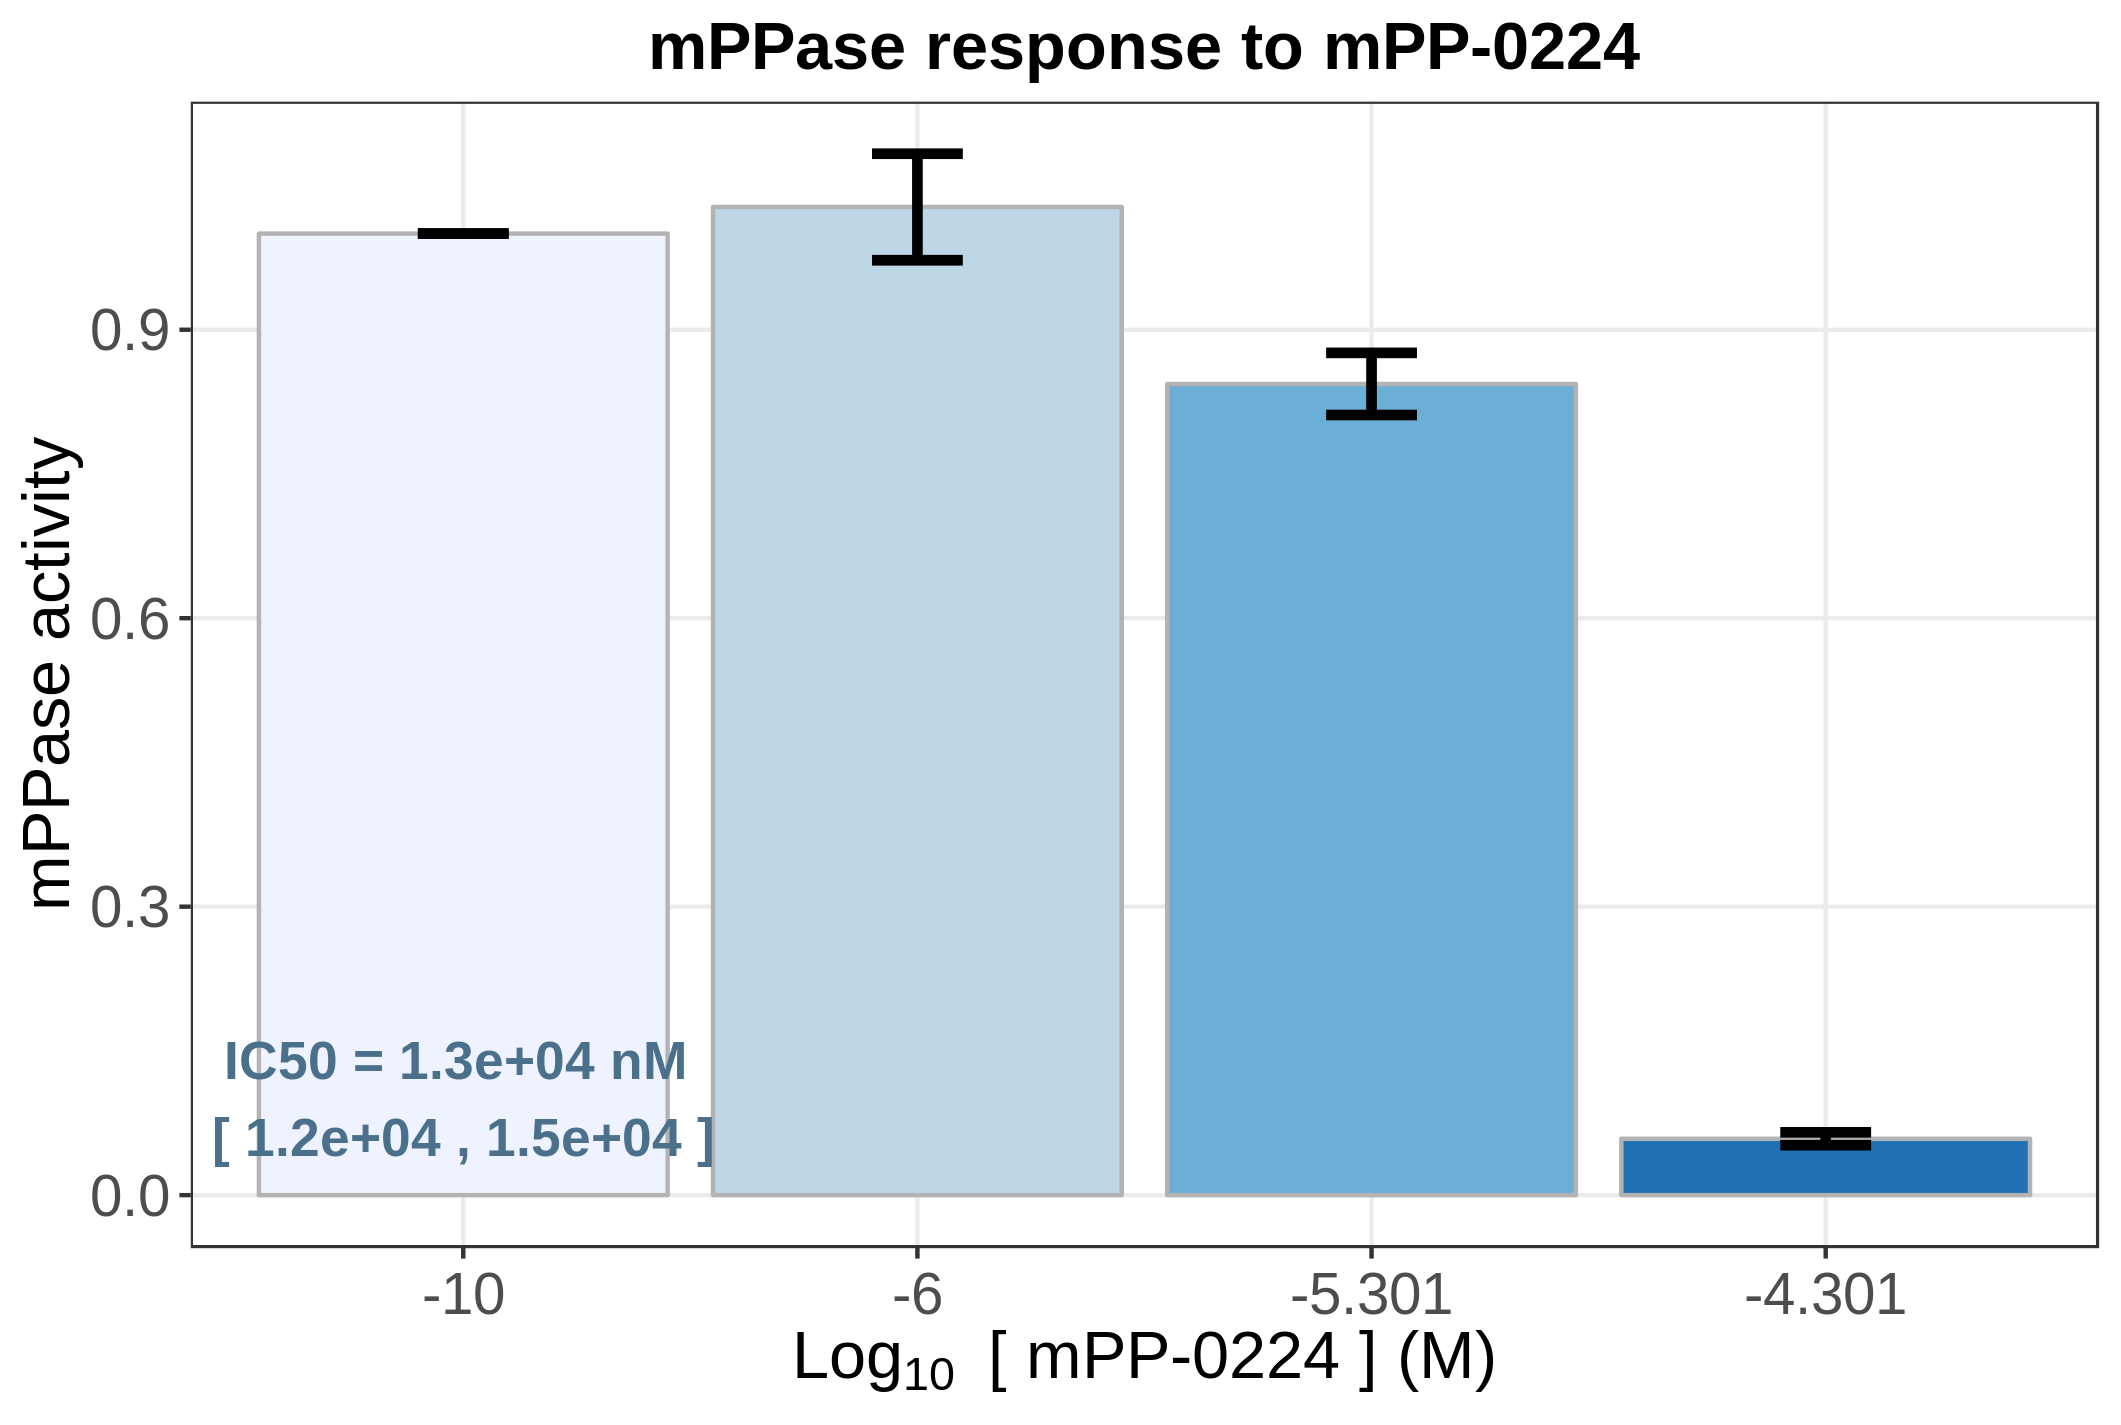 mPPase response to mPP-0224
mPPase activity
0.9
0.6
0.3
0.0
IC50 = 1.3e+04 nM
[ 1.2e+04 , 1.5e+04 ]
-10
-6
-5.301
-4.301
Log10 [ mPP-0224 ] (M)